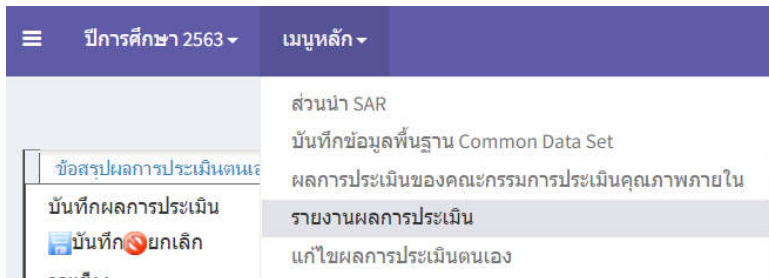 ปีการศึกษา 2563 เมนูหลัก
ส่วนนำ SAR
บันทึกข้อมูลพื้นฐาน Common Data Set
ข้อสรุปผลการประเมินตนเอ
ผลการประเมินของคณะกรรมการประเมินคุณภาพภายใน
บันทึกผลการประเมิน
รายงานผลการประเมิน
บันทึก ยกเลิก
แก้ไขผลการประเมินตนเอง